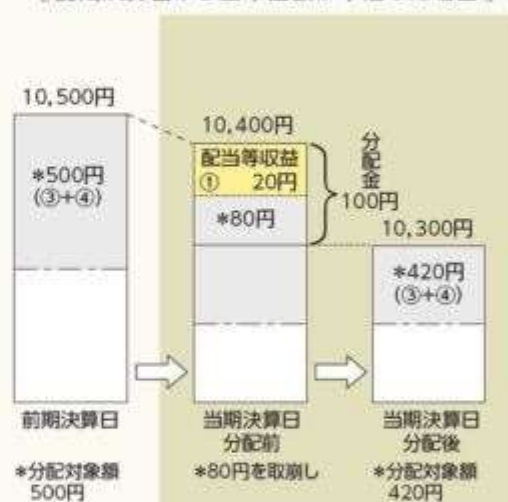 10,500円
*500円
(③+④)
前期決算日
*分配対象額
500円
10,400円
配当等収益
① 20円
*80円
分配金
100円
当期決算日
分配前
*80円を取崩し
10,300円
*420円
(③+④)
当期決算日
分配後
*分配対象額
420円